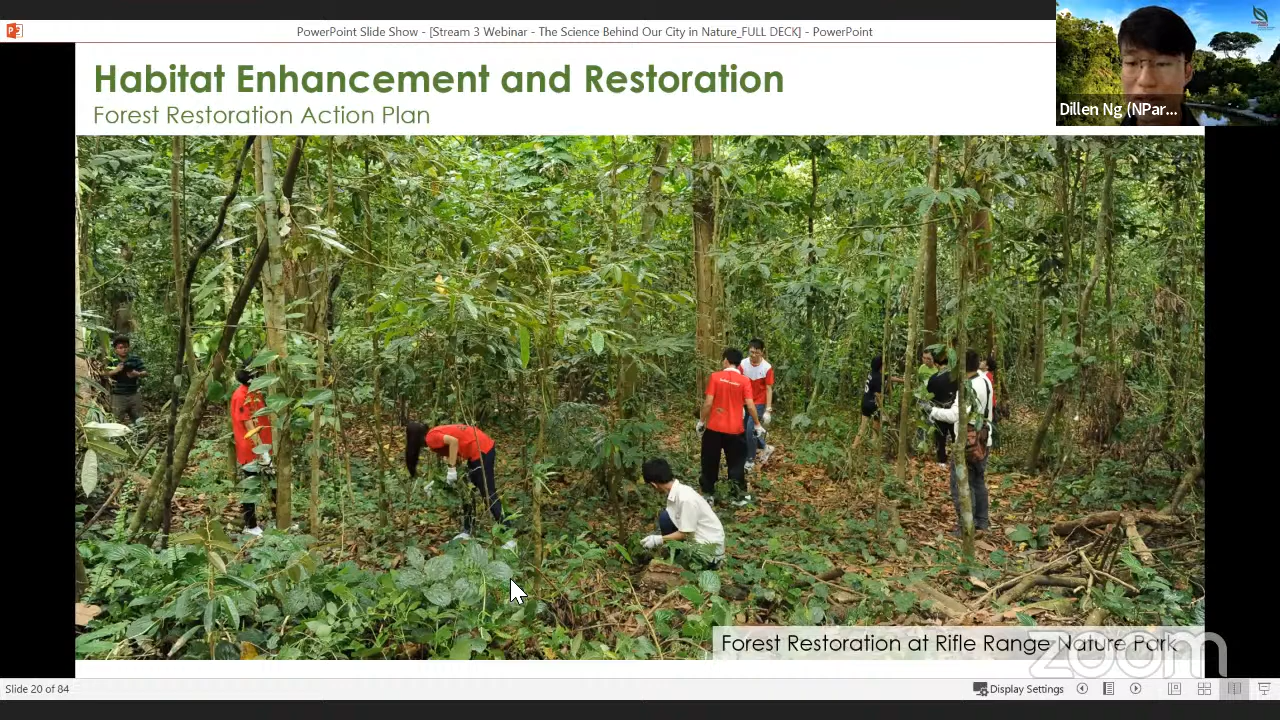 PowerPoint Slide Show - [Stream 3 Webinar - The Science Behind Our City in Nature_FULL DECK] - PowerPoint
Habitat Enhancement and Restoration
Forest Restoration Action Plan
Dillen Ng (NPar...
Forest Restoration at Rifle Range Nature Park
zoom
Slide 20 of 84
Display Settings